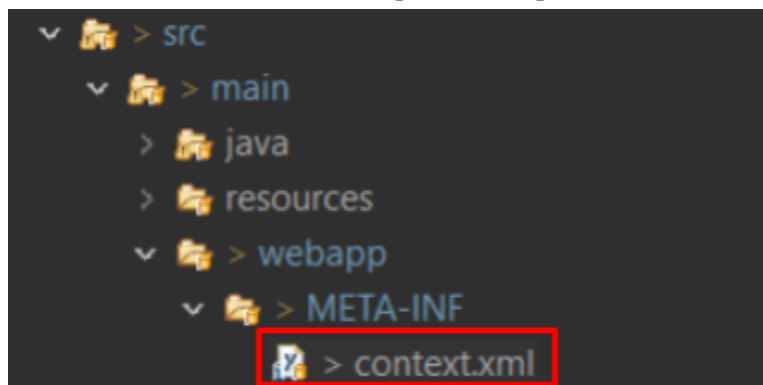 > src
> main
java
resources
> webapp
> META-INF
> context.xml